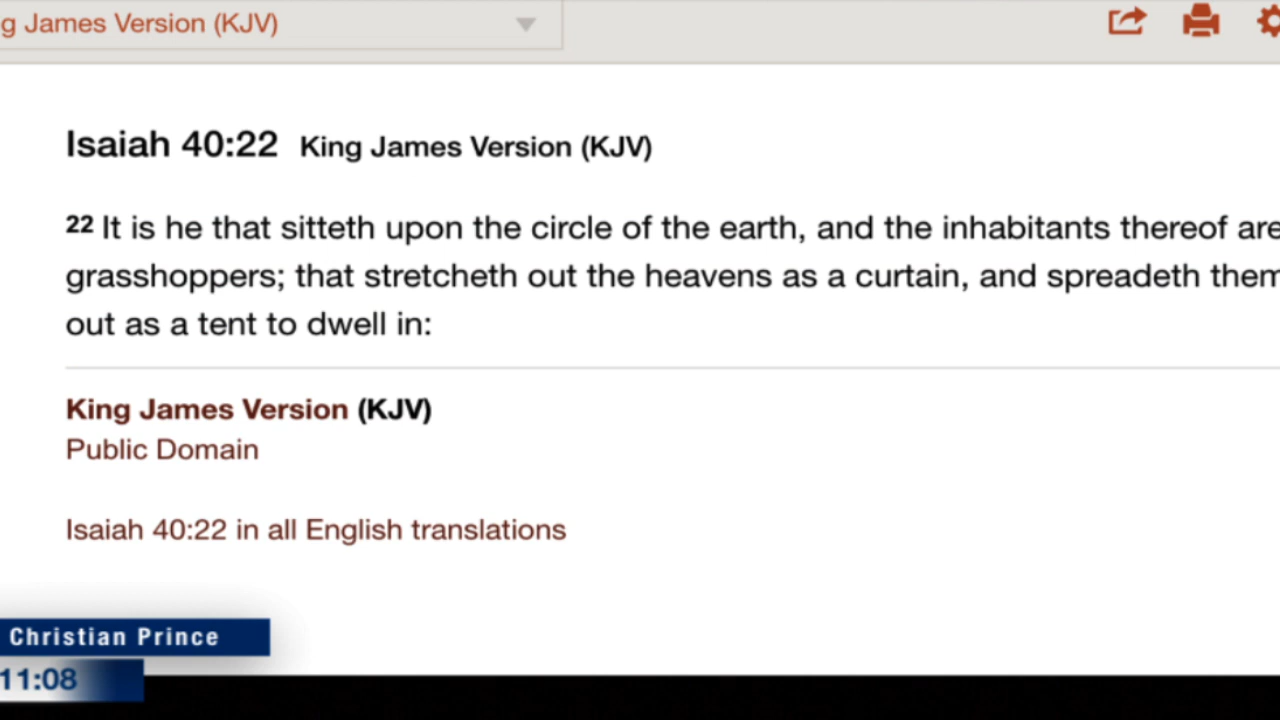 g James Version (KJV)
Isaiah 40:22 King James Version (KJV)
22 It is he that sitteth upon the circle of the earth, and the inhabitants thereof are
grasshoppers; that stretcheth out the heavens as a curtain, and spreadeth them
out as a tent to dwell in:
King James Version (KJV)
Public Domain
Isaiah 40:22 in all English translations
Christian Prince
11:08